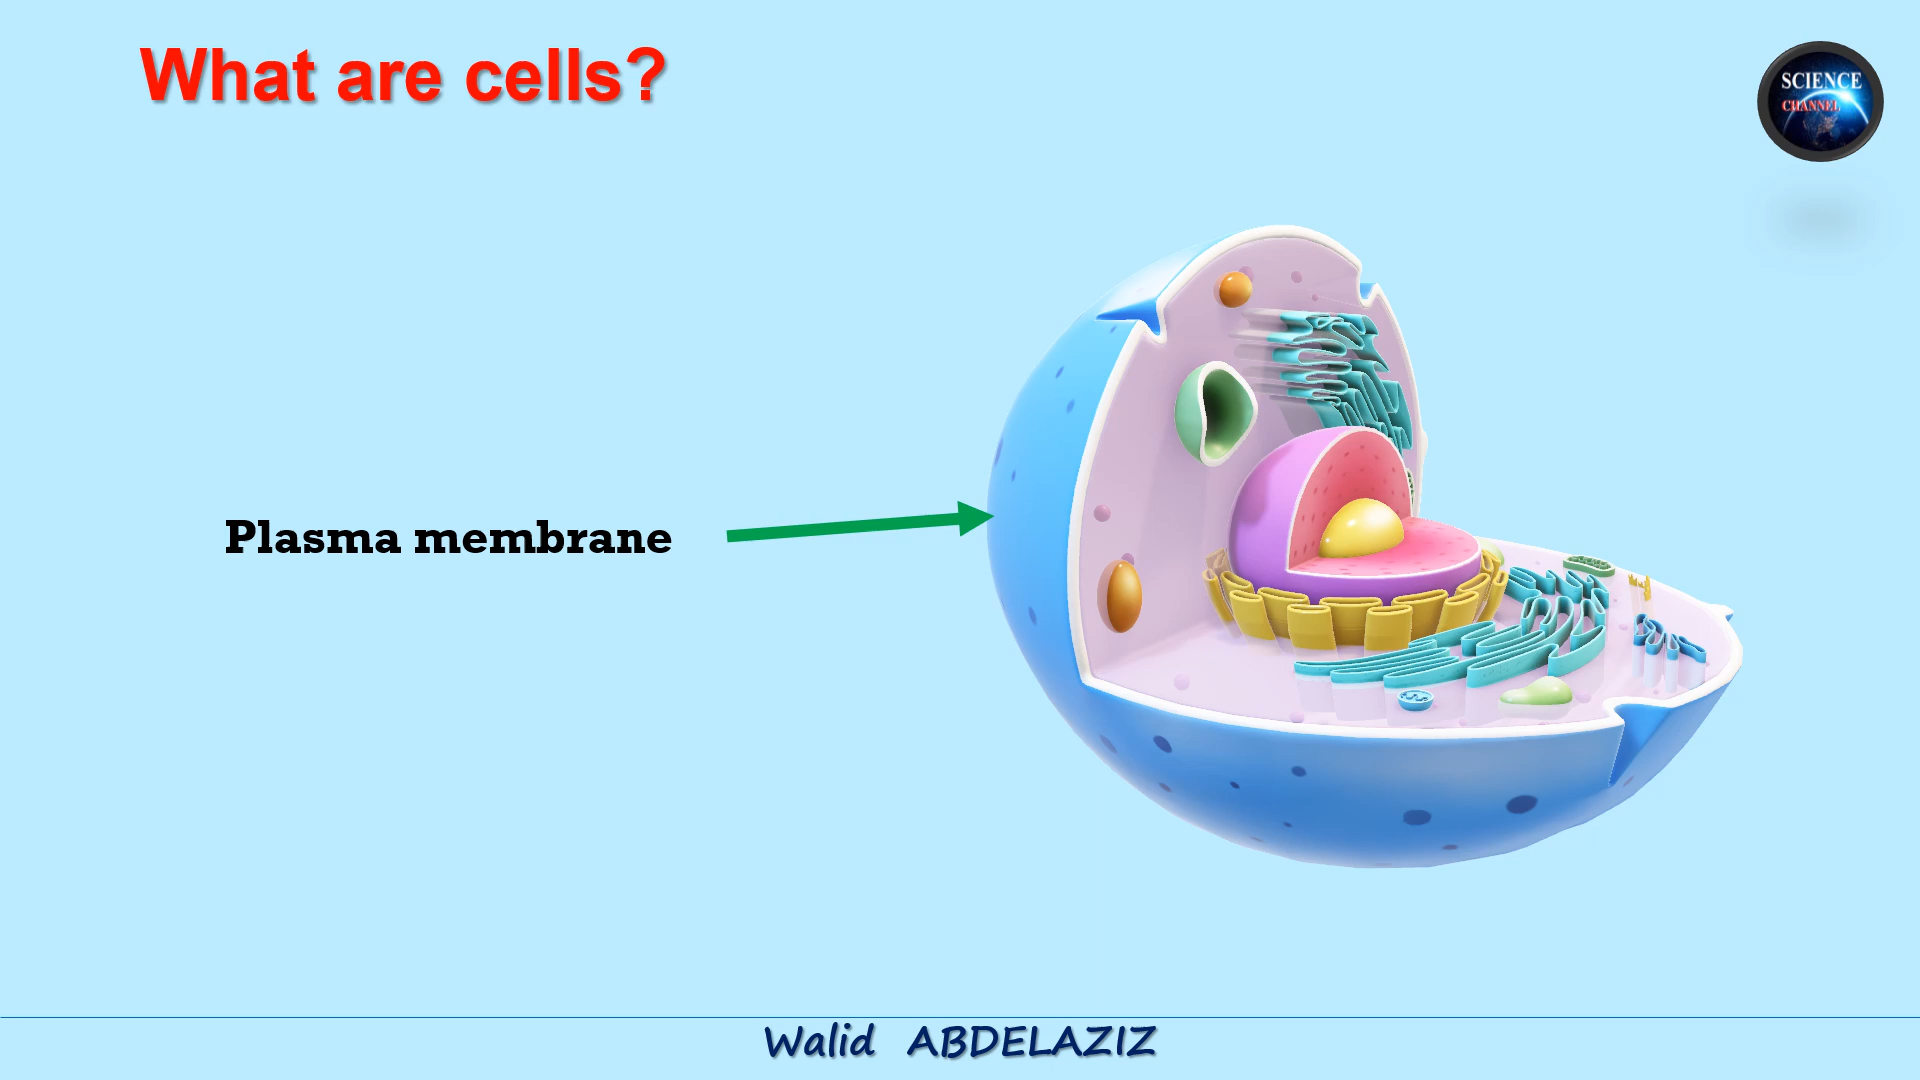 What are cells?
SCIENCE
CHANNEL
Plasma membrane
Walid ABDELAZIZ